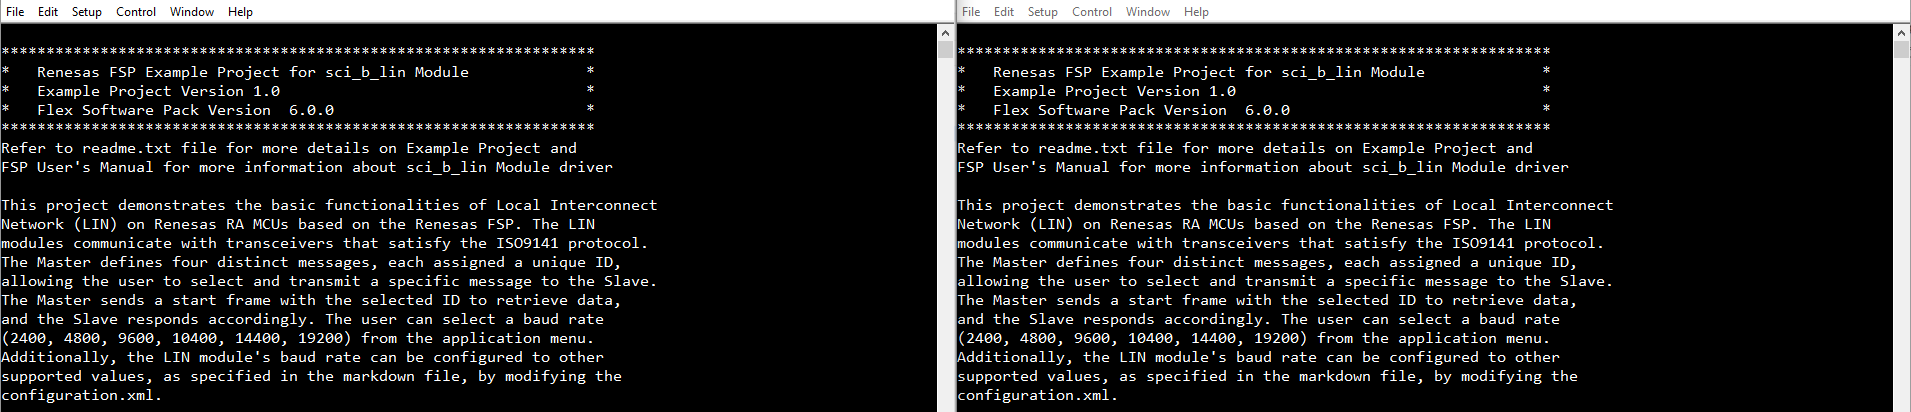 File Edit Setup Control Window Help
*******************************************************************
*   Renesas FSP Example Project for sci_b_lin Module             *
*   Example Project Version 1.0                                  *
*   Flex Software Pack Version  6.0.0                            *
*******************************************************************
Refer to readme.txt file for more details on Example Project and
FSP User's Manual for more information about sci_b_lin Module driver
This project demonstrates the basic functionalities of Local Interconnect
Network (LIN) on Renesas RA MCUs based on the Renesas FSP. The LIN
modules communicate with transceivers that satisfy the ISO9141 protocol.
The Master defines four distinct messages, each assigned a unique ID,
allowing the user to select and transmit a specific message to the Slave.
The Master sends a start frame with the selected ID to retrieve data,
and the Slave responds accordingly. The user can select a baud rate
(2400, 4800, 9600, 10400, 14400, 19200) from the application menu.
Additionally, the LIN module's baud rate can be configured to other
supported values, as specified in the markdown file, by modifying the
configuration.xml.
File Edit Setup Control Window Help
*******************************************************************
*   Renesas FSP Example Project for sci_b_lin Module             *
*   Example Project Version 1.0                                  *
*   Flex Software Pack Version  6.0.0                            *
*******************************************************************
Refer to readme.txt file for more details on Example Project and
FSP User's Manual for more information about sci_b_lin Module driver
This project demonstrates the basic functionalities of Local Interconnect
Network (LIN) on Renesas RA MCUs based on the Renesas FSP. The LIN
modules communicate with transceivers that satisfy the ISO9141 protocol.
The Master defines four distinct messages, each assigned a unique ID,
allowing the user to select and transmit a specific message to the Slave.
The Master sends a start frame with the selected ID to retrieve data,
and the Slave responds accordingly. The user can select a baud rate
(2400, 4800, 9600, 10400, 14400, 19200) from the application menu.
Additionally, the LIN module's baud rate can be configured to other
supported values, as specified in the markdown file, by modifying the
configuration.xml.